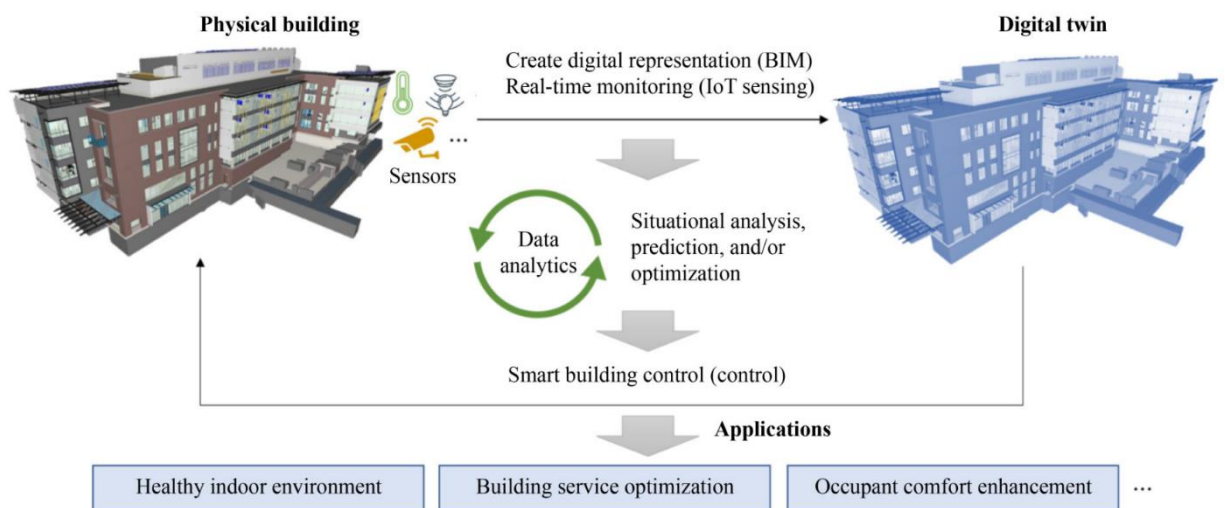 Physical building
Digital twin
Create digital representation (BIM)
Real-time monitoring (IoT sensing)
...
Sensors
Data
analytics
Situational analysis,
prediction, and/or
optimization
Smart building control (control)
Applications
Healthy indoor environment
Building service optimization
Occupant comfort enhancement
...